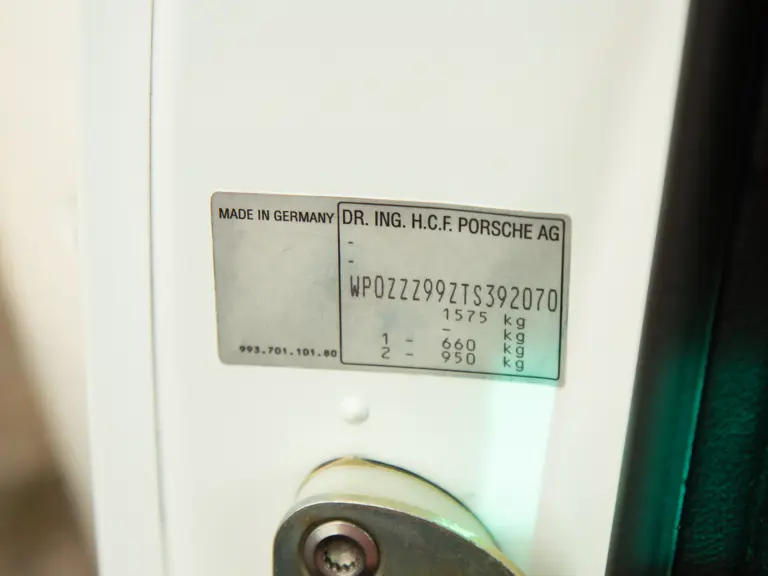 MADE IN GERMANY
993.701.101.80
DR. ING. H.C.F. PORSCHE AG
-
-
WP0ZZZ99ZTS392070
1575 kg
- kg
1 - 660 kg
2 - 950 kg